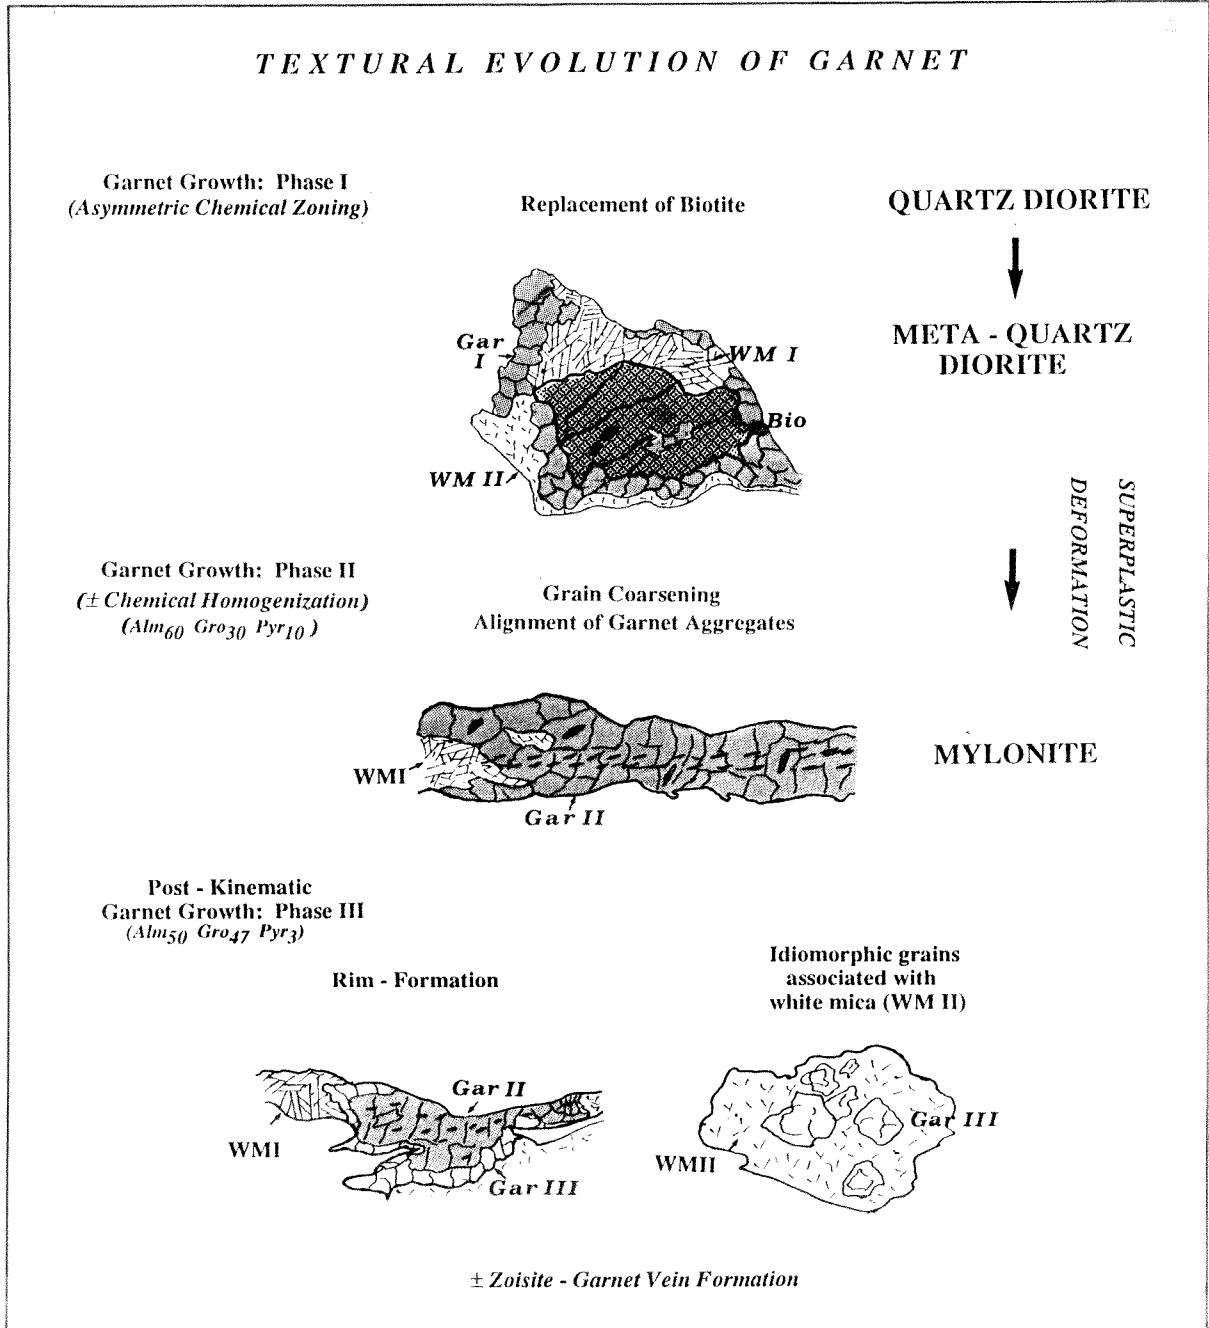 TEXTURAL EVOLUTION OF GARNET
Garnet Growth: Phase I
(Asymmetric Chemical Zoning)
Replacement of Biotite
QUARTZ DIORITE
META - QUARTZ
DIORITE
Gar
I
WM I
Bio
WM II
SUPERPLASTIC
DEFORMATION
Garnet Growth: Phase II
(± Chemical Homogenization)
(Alm60 Gro30 Pyr10)
Grain Coarsening
Alignment of Garnet Aggregates
MYLONITE
WMI
Gar II
Post - Kinematic
Garnet Growth: Phase III
(Alm50 Gro47 Pyr3)
Rim - Formation
Idiomorphic grains
associated with
white mica (WM II)
Gar II
WMI
Gar III
Gar III
WMII
± Zoisite - Garnet Vein Formation